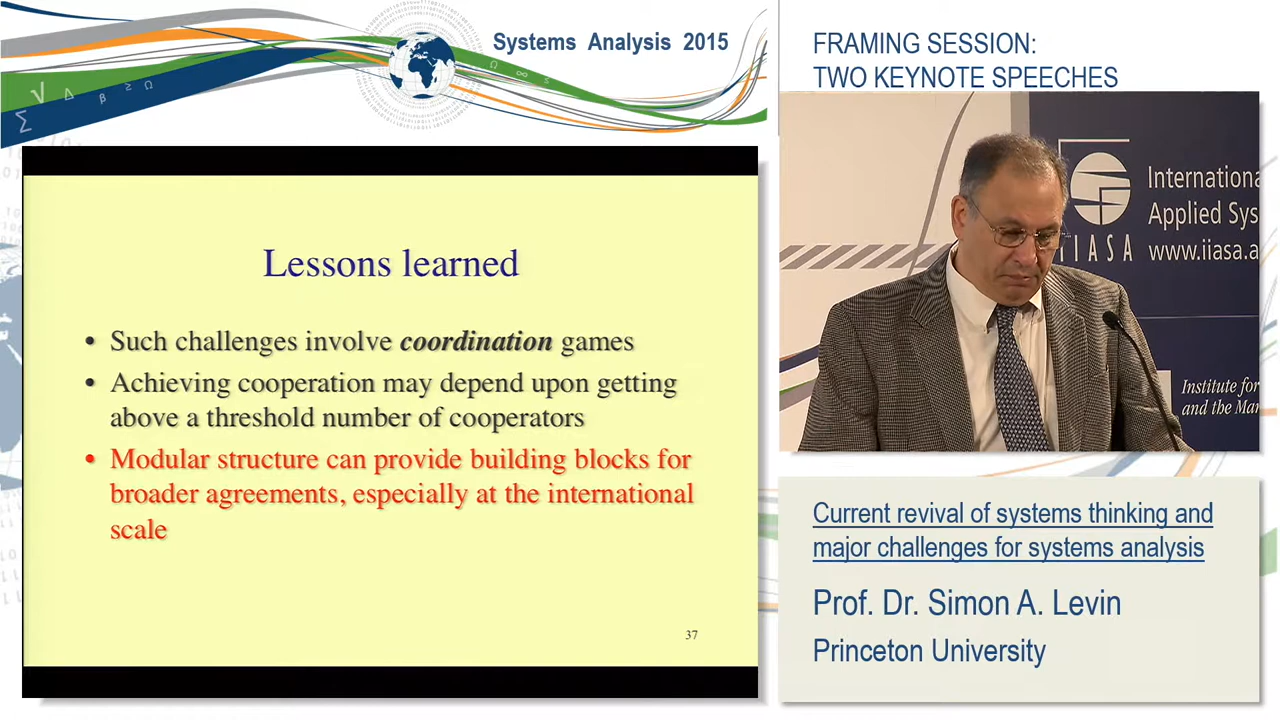 Systems Analysis 2015
FRAMING SESSION:
TWO KEYNOTE SPEECHES
Lessons learned
• Such challenges involve coordination games
• Achieving cooperation may depend upon getting
above a threshold number of cooperators
• Modular structure can provide building blocks for
broader agreements, especially at the international
scale
37
Internationa
Applied Sys
IIASA
www.iiasa.a
Institute for
and the Mar
Current revival of systems thinking and
major challenges for systems analysis
Prof. Dr. Simon A. Levin
Princeton University